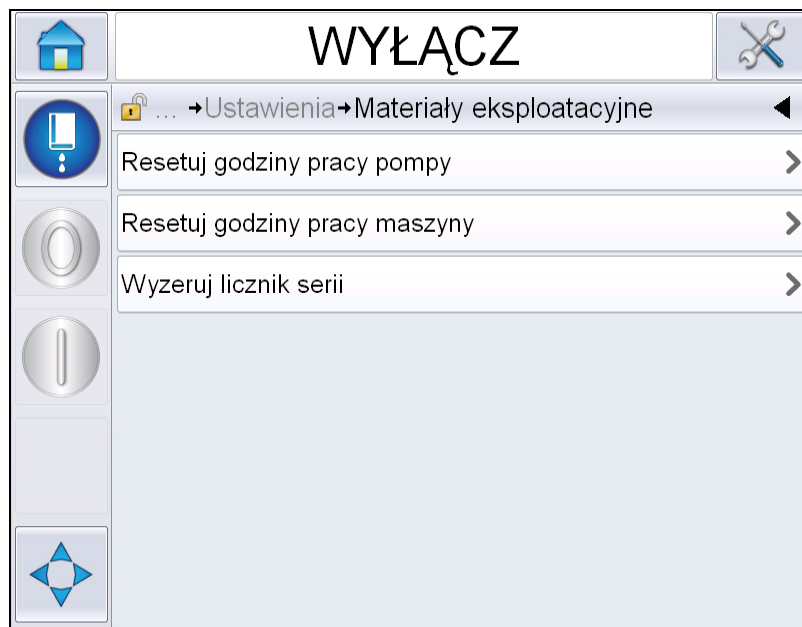 WYŁĄCZ
... →Ustawienia→Materiały eksploatacyjne
Resetuj godziny pracy pompy
Resetuj godziny pracy maszyny
Wyzeruj licznik serii